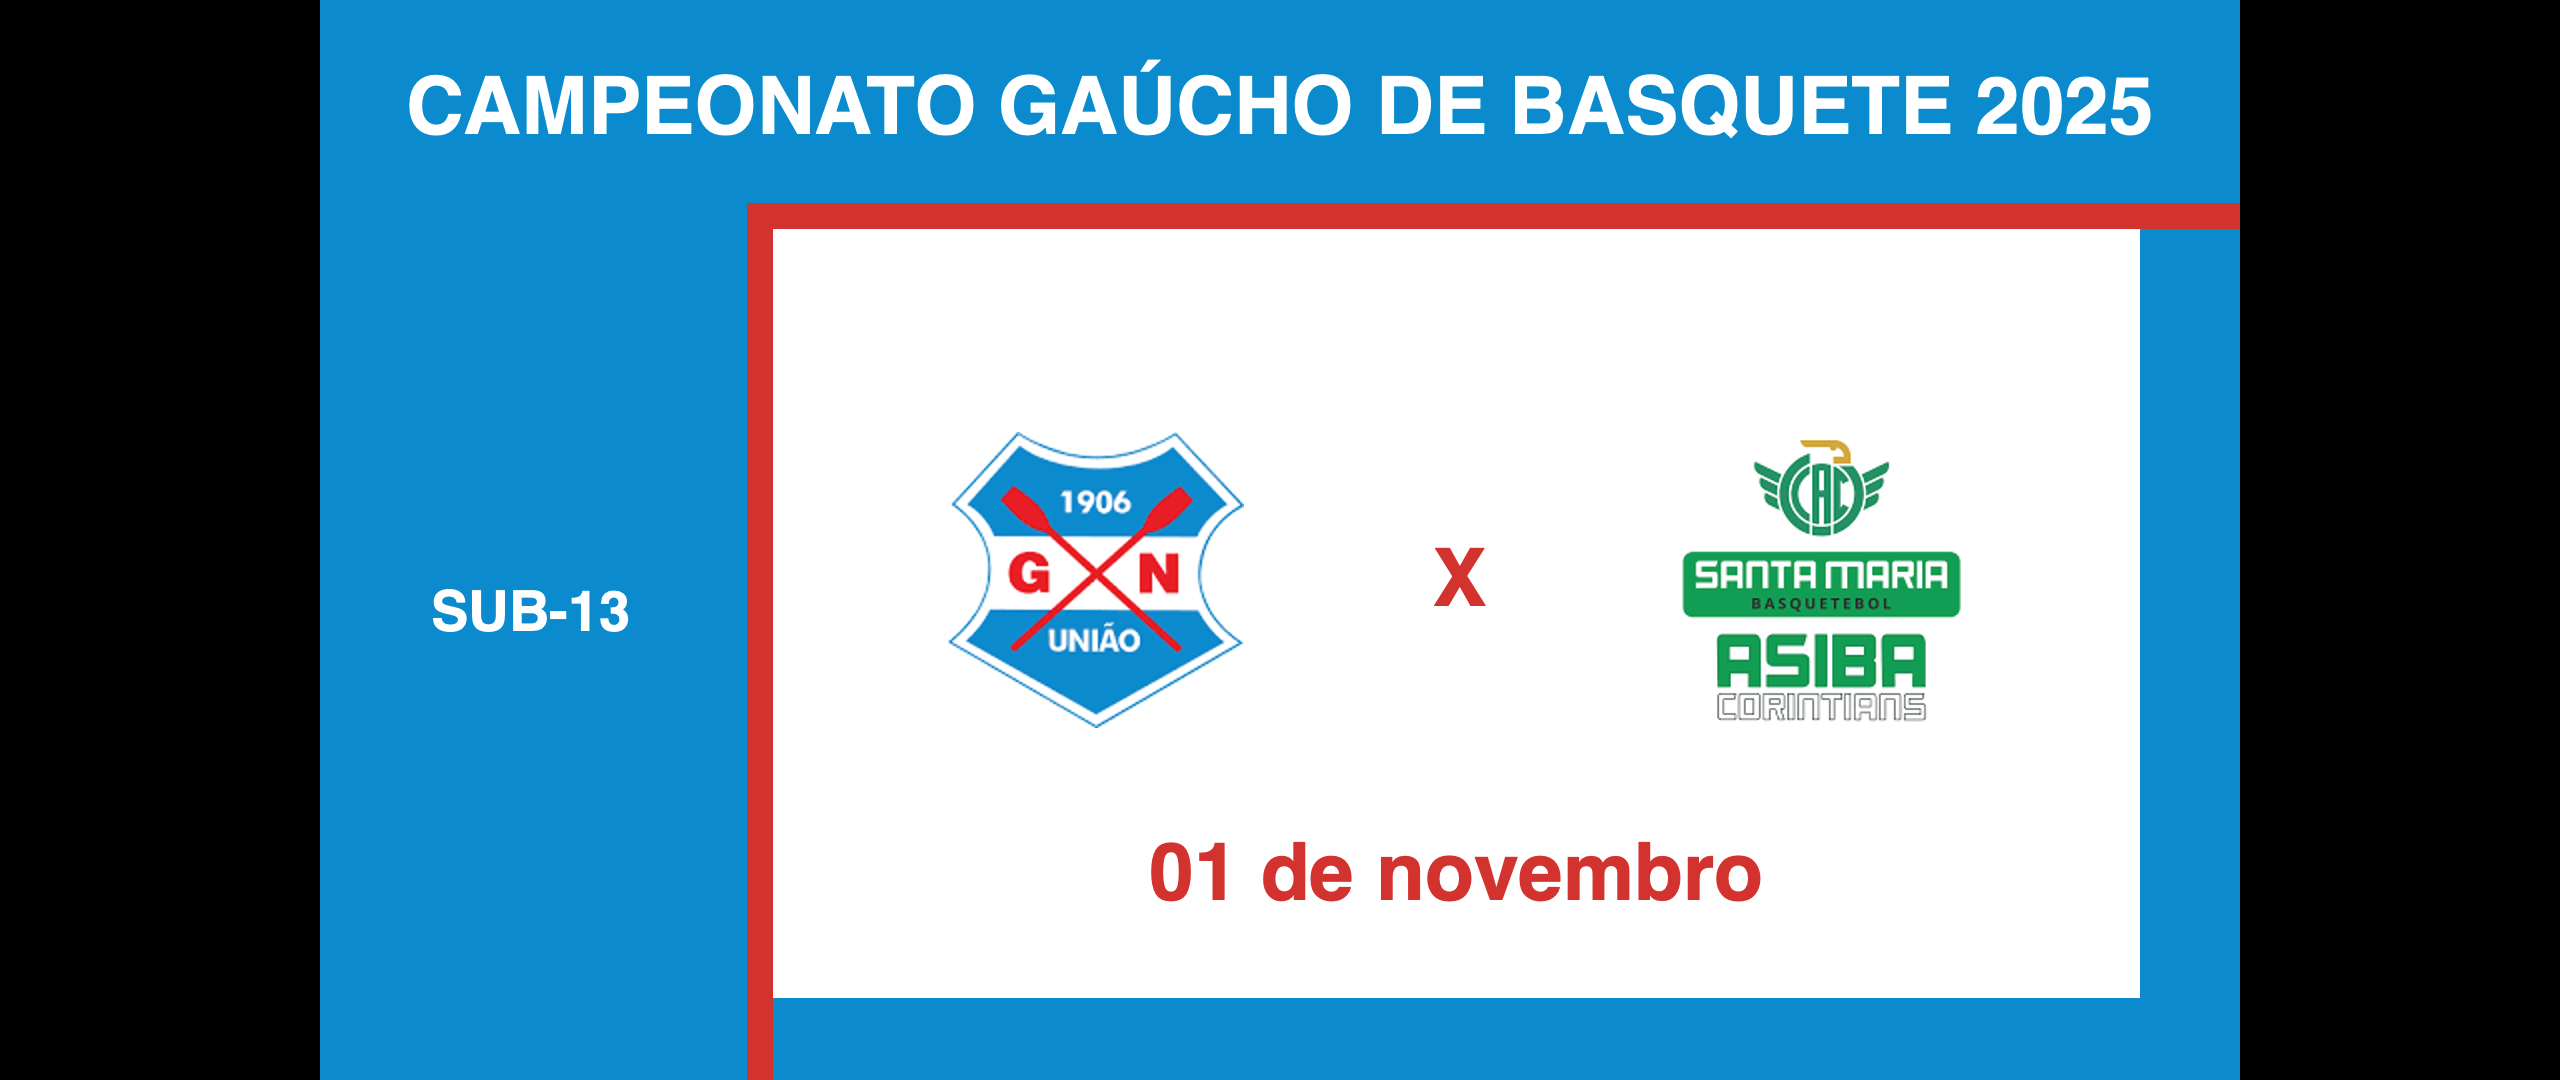 CAMPEONATO GAÚCHO DE BASQUETE 2025
SUB-13
1906
G N
UNIÃO
X
CAC
SANTA MARIA
BASQUETEBOL
ASIBA
CORINTIANS
01 de novembro